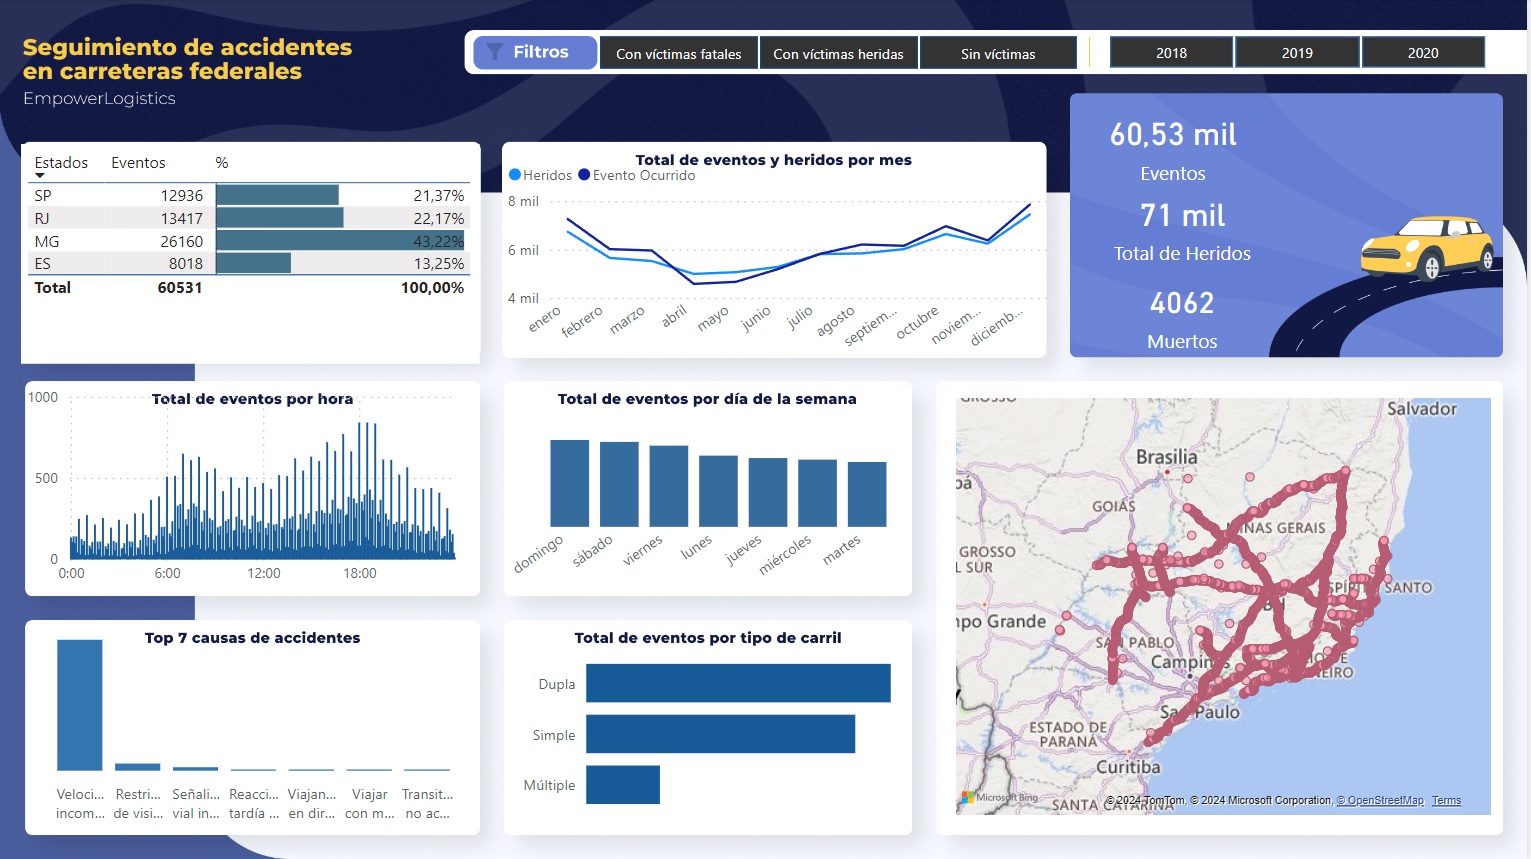 Seguimiento de accidentes
en carreteras federales
EmpowerLogistics
Filtros
Con víctimas fatales
Con víctimas heridas
Sin víctimas
2018
2019
2020
Estados Eventos %
SP 12936 21,37%
RJ 13417 22,17%
MG 26160 43,22%
ES 8018 13,25%
Total 60531 100,00%
Total de eventos y heridos por mes
Heridos Evento Ocurrido
8 mil
6 mil
4 mil
enero febrero marzo abril mayo junio julio agosto septiem... octubre noviem... diciemb...
60,53 mil
Eventos
71 mil
Total de Heridos
4062
Muertos
Total de eventos por hora
1000
500
0
0:00 6:00 12:00 18:00
Total de eventos por día de la semana
domingo sábado viernes lunes jueves miércoles martes
Top 7 causas de accidentes
Veloci... Restri... Señali... Reacci... Viajan... Viajar Transit...
incom... de visi... vial in... tardía ... en dir... con m... no ac...
Total de eventos por tipo de carril
Dupla
Simple
Múltiple
GROSSO
Salvador
Brasilia
GOIÁS
MINAS GERAIS
GROSSO
L SUR
SANTO
npo Grande
PABLO
Campin
NEIRO
Paulo
ESTADO DE
PARANÁ
Curitiba
SANTA CATARINA
Microsoft Bing
© 2024 TomTom, © 2024 Microsoft Corporation, © OpenStreetMap Terms